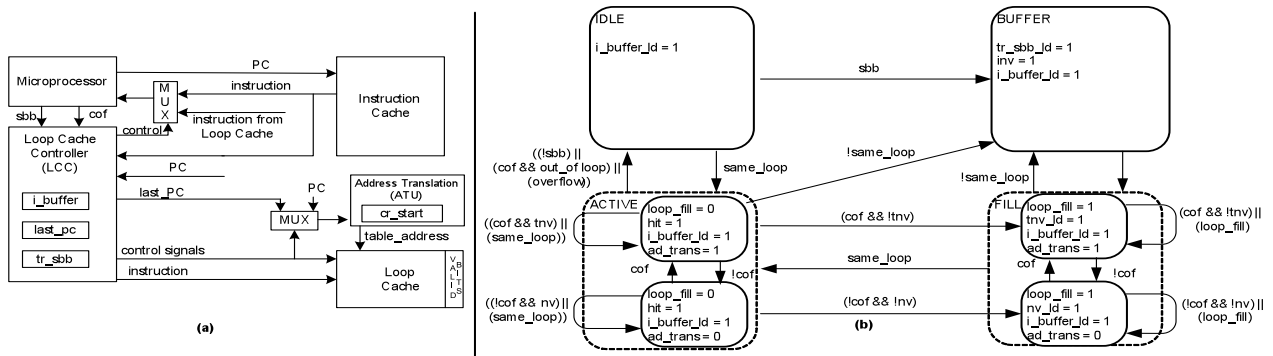 PC
Microprocessor
instruction
MUX
Instruction
Cache
sbb
cof
control
instruction from
Loop Cache
Loop Cache
Controller
(LCC)
PC
i_buffer
last_pc
tr_sbb
last_PC
PC
MUX
Address Translation
(ATU)
cr_start
table_address
control signals
instruction
Loop
Cache
VALID
BITS
(a)
IDLE
i_buffer_ld = 1
sbb
BUFFER
tr_sbb_ld = 1
inv = 1
i_buffer_ld = 1
((!sbb) ||
(cof && out_of loop) ||
(overflow))
same_loop
!same_loop
!same_loop
ACTIVE
loop_fill = 0
hit = 1
i_buffer_ld = 1
ad_trans = 1
((cof && tnv) ||
(same_loop))
(cof && !tnv)
FILL
loop_fill = 1
tnv_ld = 1
i_buffer_ld = 1
ad_trans = 1
(cof && !tnv) ||
(loop_fill)
same_loop
cof
!cof
cof
!cof
((!cof && nv) ||
(same_loop))
loop_fill = 0
hit = 1
i_buffer_ld = 1
ad_trans = 0
(!cof && !nv)
loop_fill = 1
nv_ld = 1
i_buffer_ld = 1
ad_trans = 0
(!cof && !nv) ||
(loop_fill)
(b)